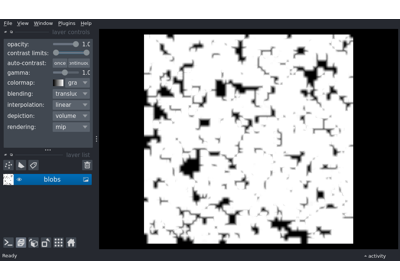 File View Window Plugins Help
layer controls
opacity: 1.0
contrast limits:
auto-contrast: once
gamma: 1.0
colormap: gra
blending: transluc
interpolation: linear
depiction: volume
rendering: mip
layer list
blobs
Ready
activity